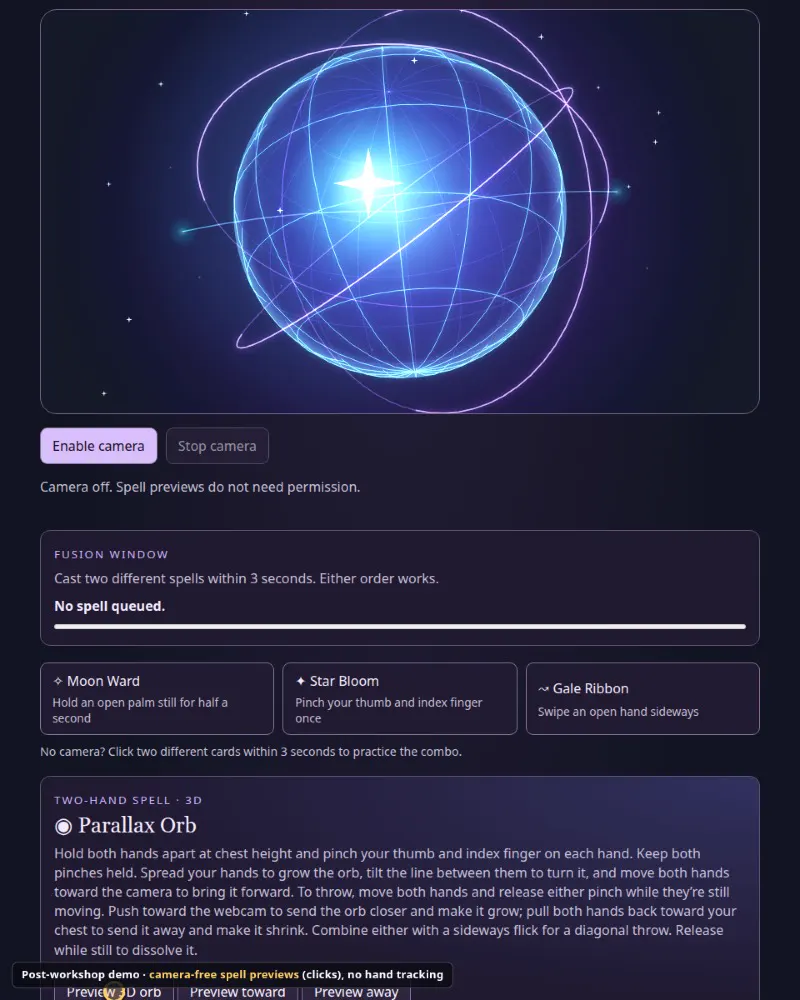 Enable camera
Stop camera
Camera off. Spell previews do not need permission.
FUSION WINDOW
Cast two different spells within 3 seconds. Either order works.
No spell queued.
✧ Moon Ward
Hold an open palm still for half a
second
✦ Star Bloom
Pinch your thumb and index finger
once
↝ Gale Ribbon
Swipe an open hand sideways
No camera? Click two different cards within 3 seconds to practice the combo.
TWO-HAND SPELL · 3D
◉ Parallax Orb
Hold both hands apart at chest height and pinch your thumb and index finger on each hand. Keep both
pinches held. Spread your hands to grow the orb, tilt the line between them to turn it, and move both hands
toward the camera to bring it forward. To throw, move both hands and release either pinch while they're still
moving. Push toward the webcam to send the orb closer and make it grow; pull both hands back toward your
chest to send it away and make it shrink. Combine either with a sideways flick for a diagonal throw. Release
while still to dissolve it.
Post-workshop demo · camera-free spell previews (clicks), no hand tracking
Preview 3D orb
Preview toward
Preview away